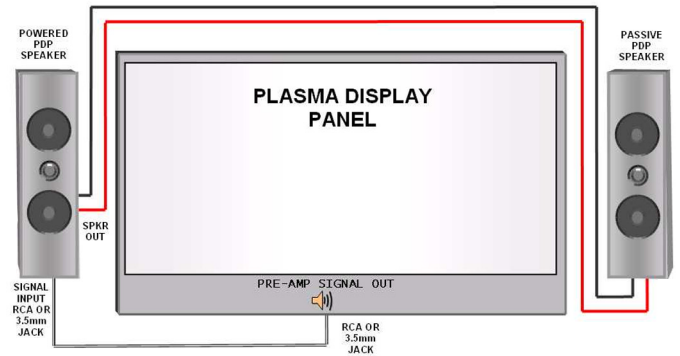 POWERED
PDP
SPEAKER
PASSIVE
PDP
SPEAKER
PLASMA DISPLAY
PANEL
SPKR
OUT
SIGNAL
INPUT
RCA OR
3.5mm
JACK
PRE-AMP SIGNAL OUT
RCA OR
3.5mm
JACK